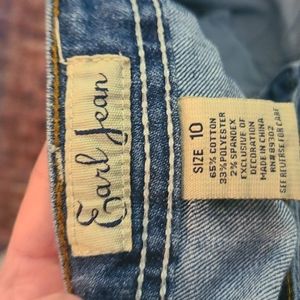 Earl Jean
SIZE 10
65% COTTON
33% POLYESTER
2% SPANDEX
EXCLUSIVE OF
DECORATION
MADE IN CHINA
RN#89302
SEE REVERSE FOR CARE